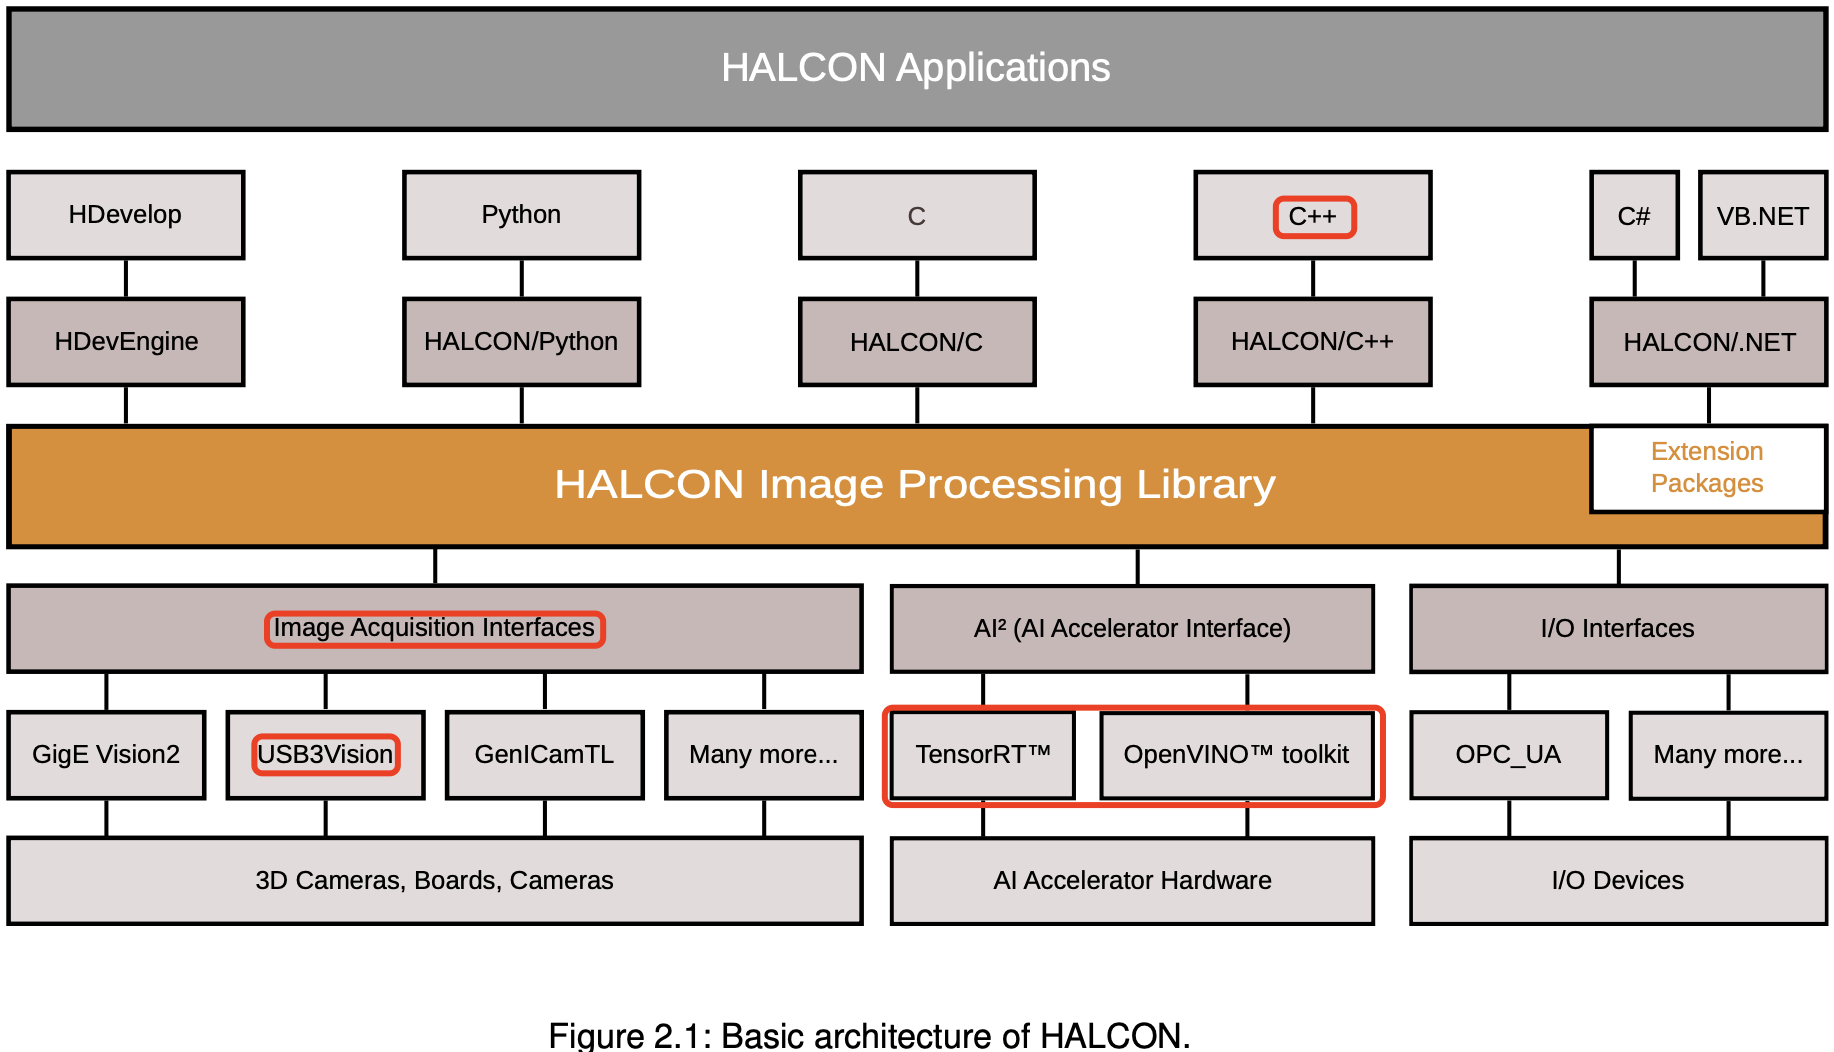 HALCON Applications
HDevelop
Python
C
C++
C#
VB.NET
HDevEngine
HALCON/Python
HALCON/C
HALCON/C++
HALCON/.NET
HALCON Image Processing Library
Extension
Packages
Image Acquisition Interfaces
AI² (AI Accelerator Interface)
I/O Interfaces
GigE Vision2
USB3Vision
GenICamTL
Many more...
TensorRT™
OpenVINO™ toolkit
OPC_UA
Many more...
3D Cameras, Boards, Cameras
AI Accelerator Hardware
I/O Devices
Figure 2.1: Basic architecture of HALCON.